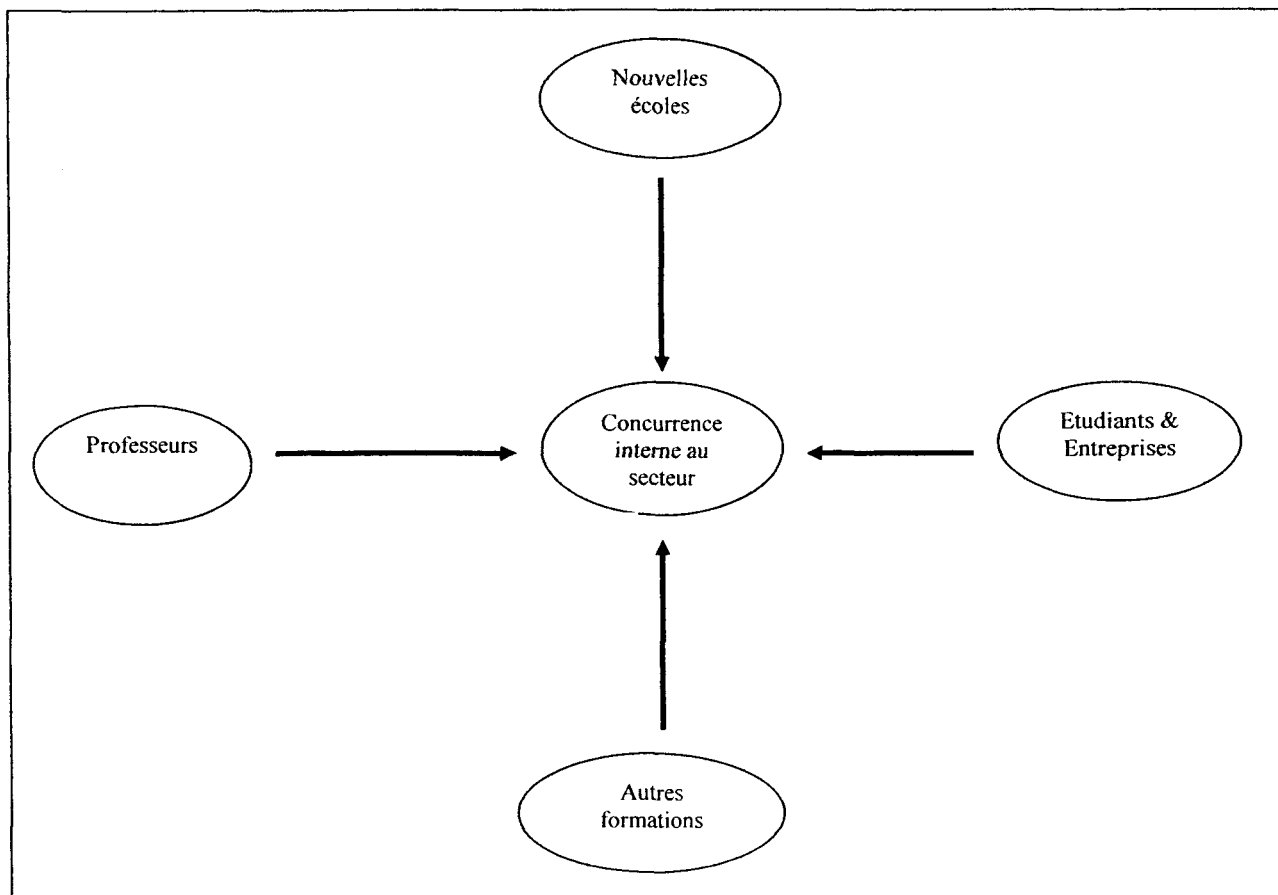 Nouvelles
écoles
Professeurs
Concurrence
interne au
secteur
Etudiants &
Entreprises
Autres
formations